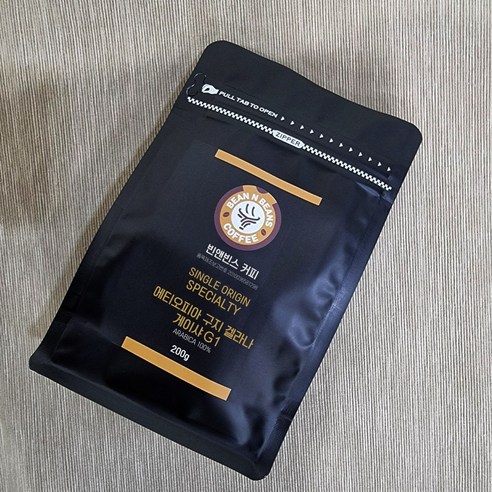 PULL TAB TO OPEN
ZIPPER
BEAN N BEANS
COFFEE
빈앤빈스 커피
SINGLE ORIGIN
SPECIALTY
에티오피아 구지 겔라나
게이샤 G1
ARABICA 100%
200g